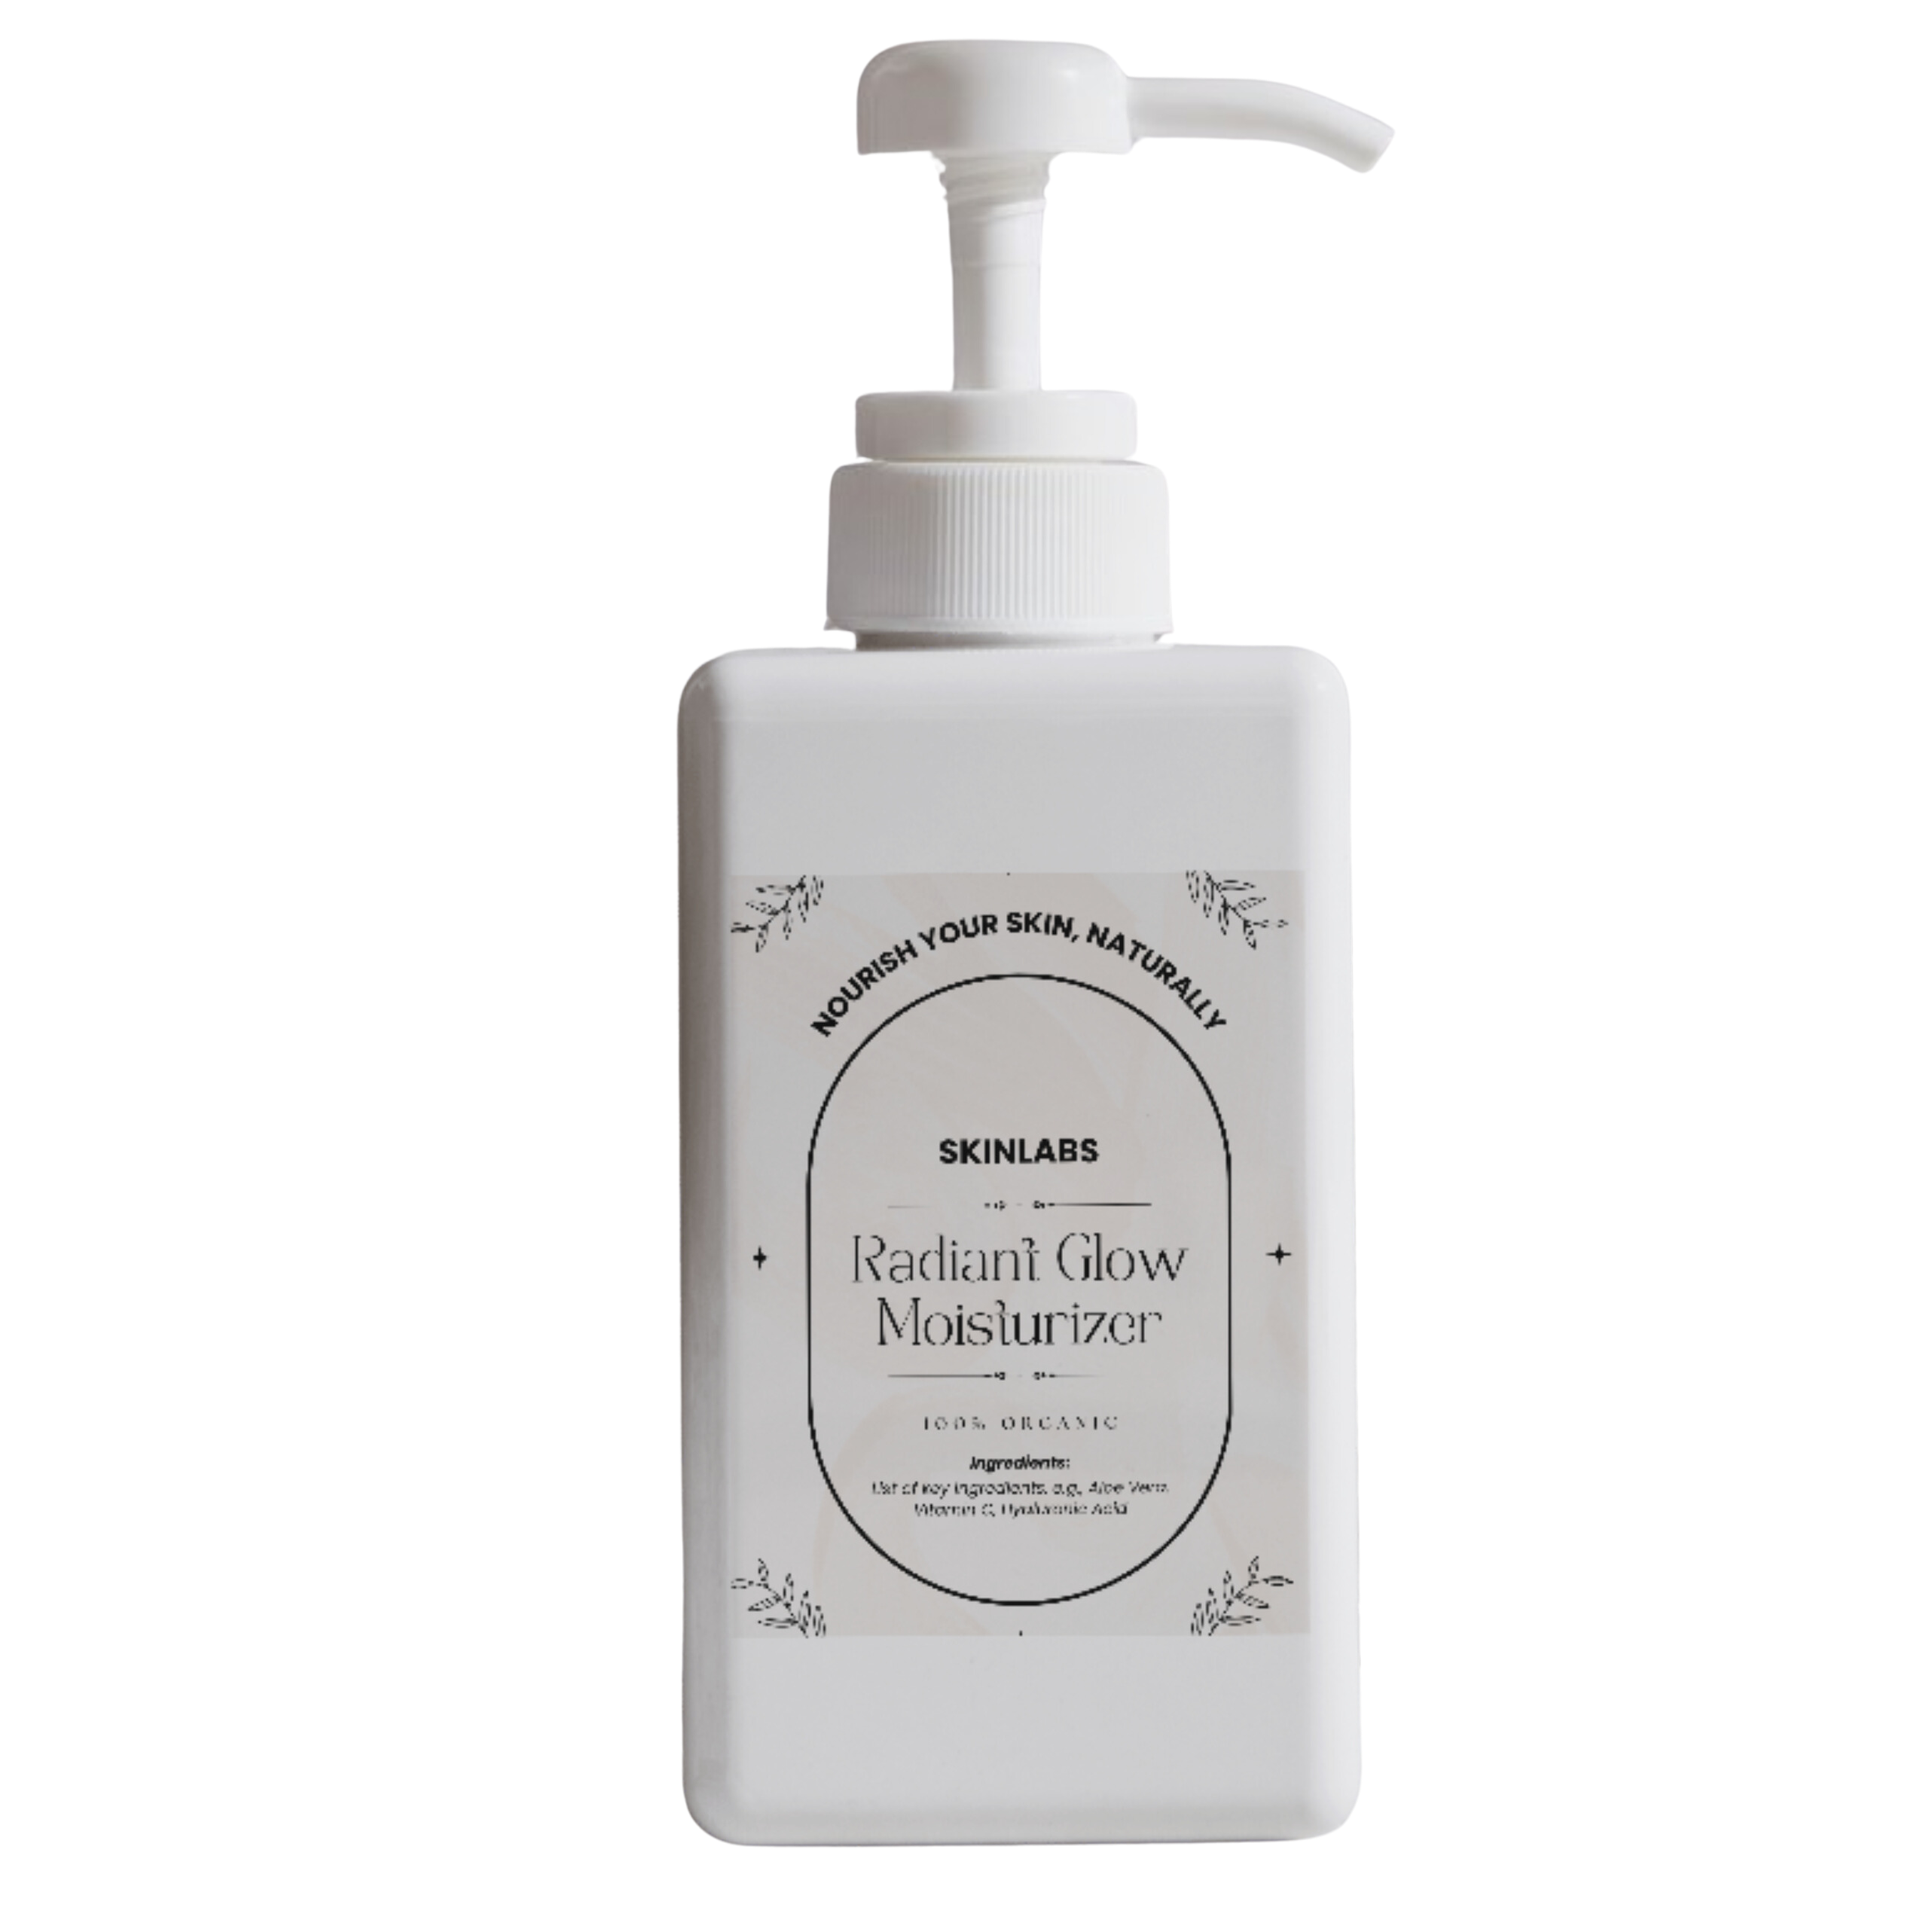 NOURISH YOUR SKIN, NATURALLY
SKINLABS
Radiant Glow
Moisturizer
100% ORGANIC
Ingredients:
List of key ingredients, e.g., Aloe Vera,
Vitamin C, Hyaluronic Acid